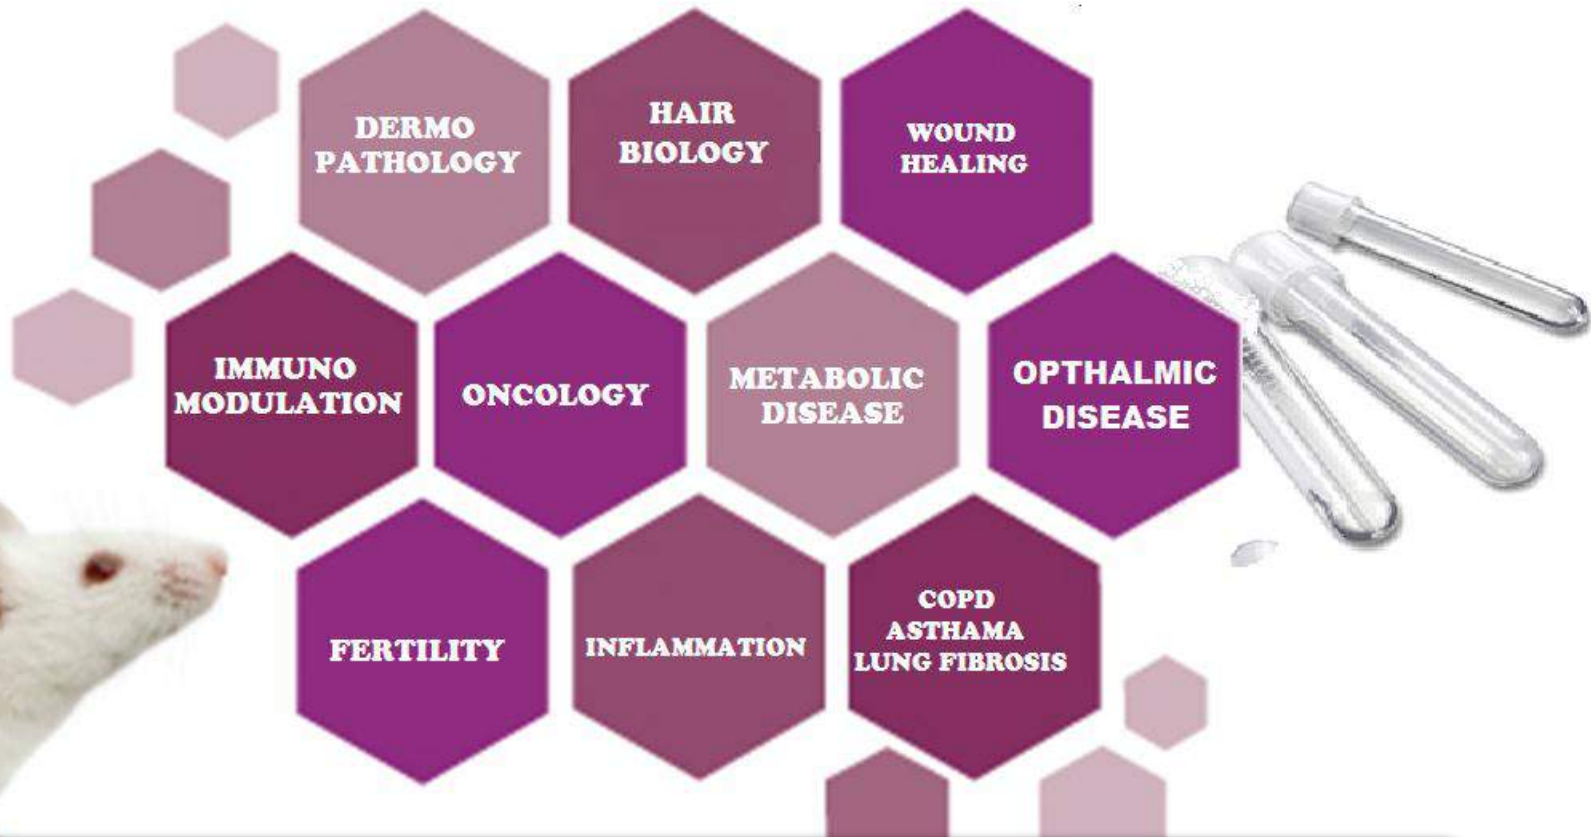 DERMO
PATHOLOGY
HAIR
BIOLOGY
WOUND
HEALING
IMMUNO
MODULATION
ONCOLOGY
METABOLIC
DISEASE
OPTHALMIC
DISEASE
FERTILITY
INFLAMMATION
COPD
ASTHAMA
LUNG FIBROSIS